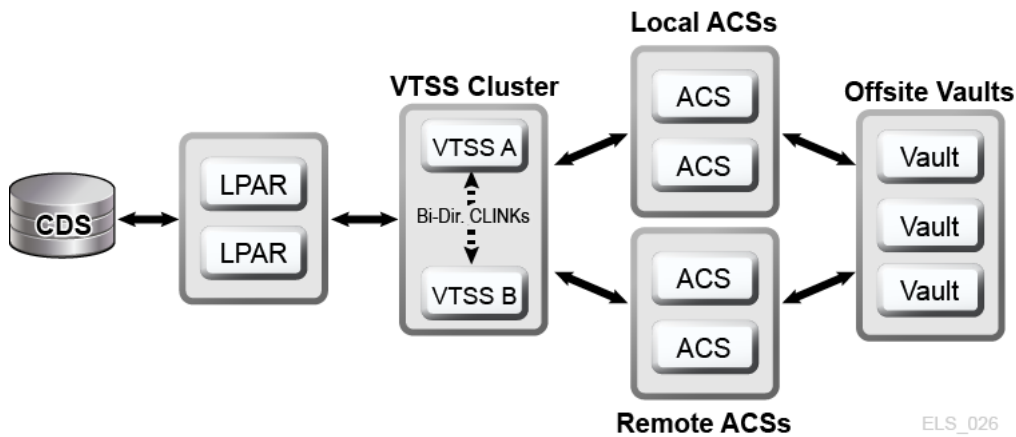 Local ACSs
VTSS Cluster
Offsite Vaults
ACS
VTSS A
ACS
Vault
LPAR
CDS
Bi-Dir. CLINKs
Vault
LPAR
ACS
VTSS B
Vault
ACS
Remote ACSs
ELS_026